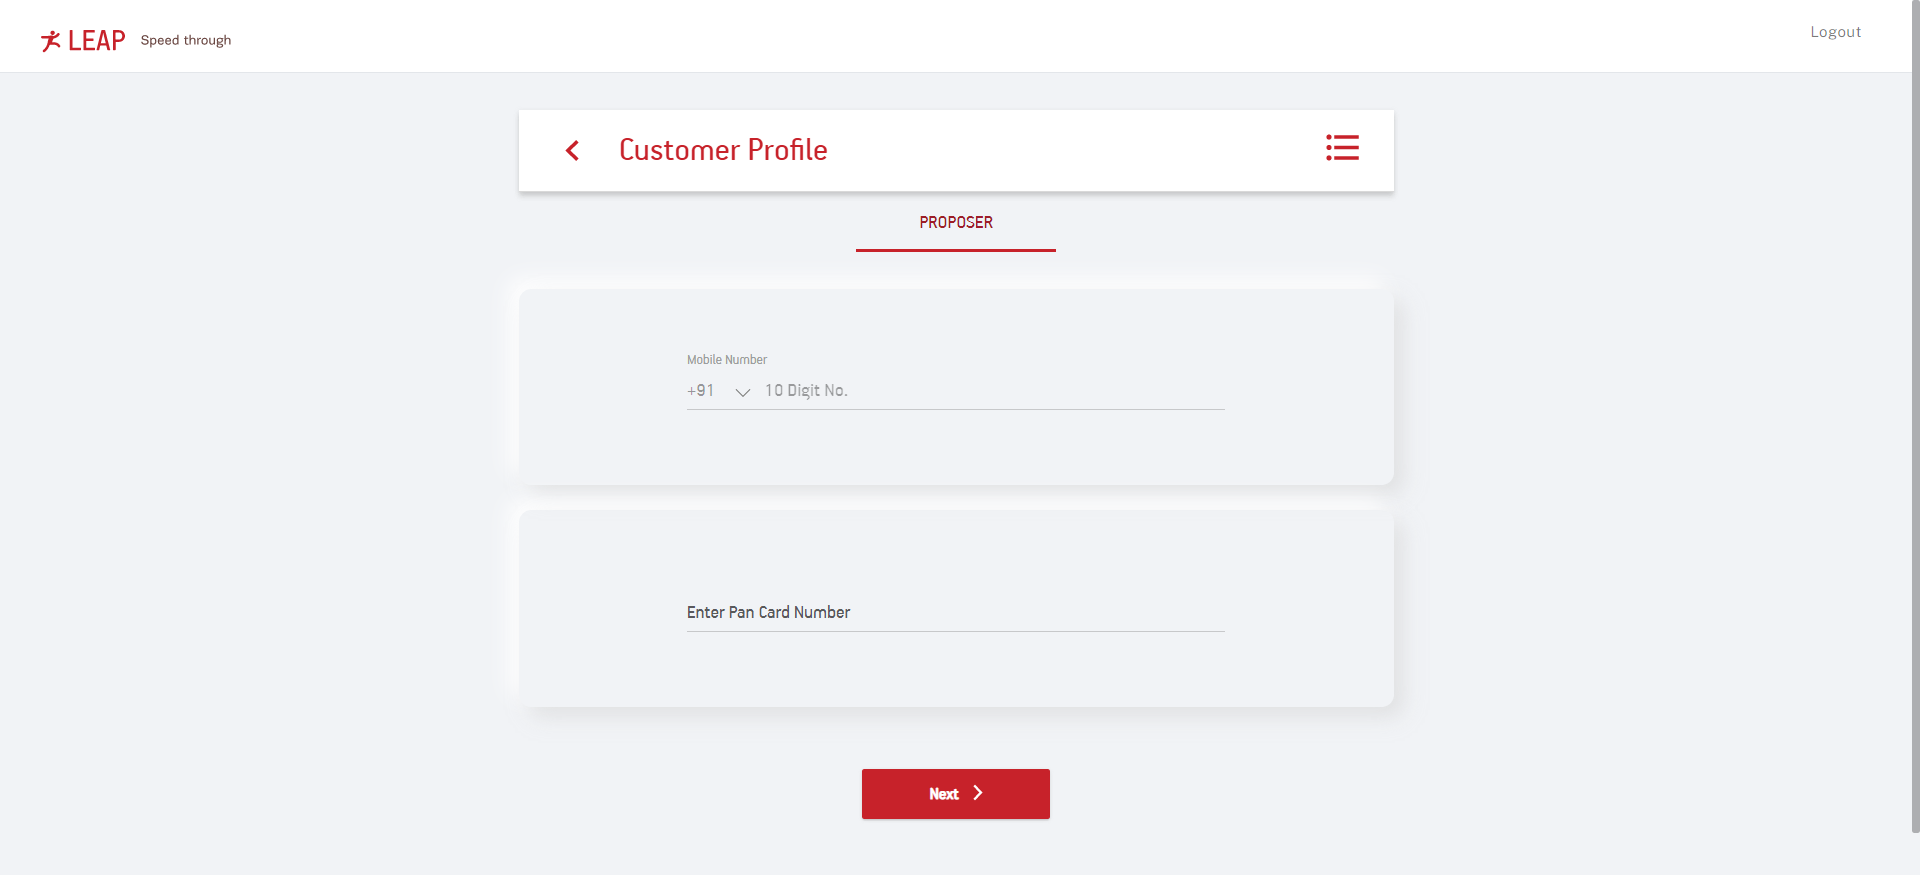 LEAP Speed through
Logout
Customer Profile
PROPOSER
Mobile Number
+91 10 Digit No.
Enter Pan Card Number
Next